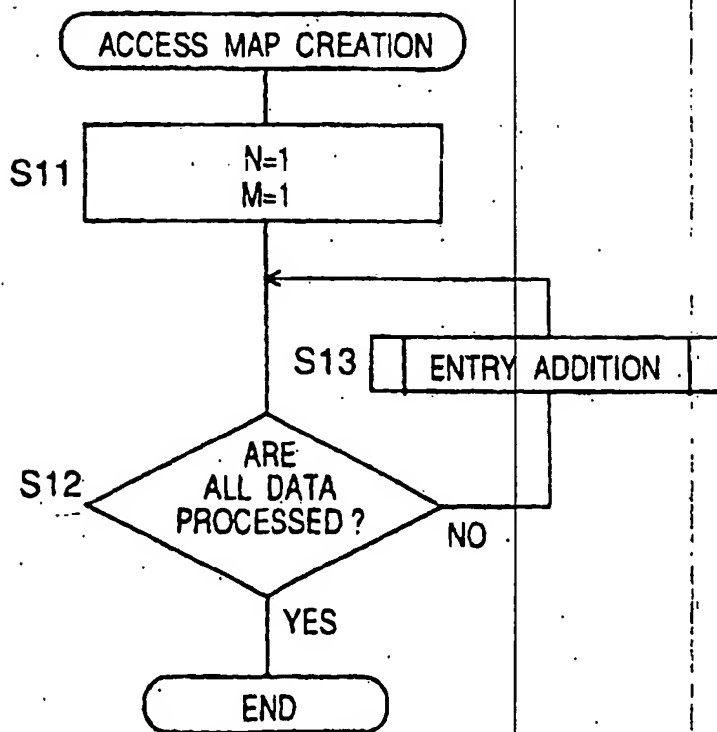 ACCESS MAP CREATION
S11
N=1
M=1
S13
ENTRY ADDITION
S12
ARE
ALL DATA
PROCESSED?
NO
YES
END